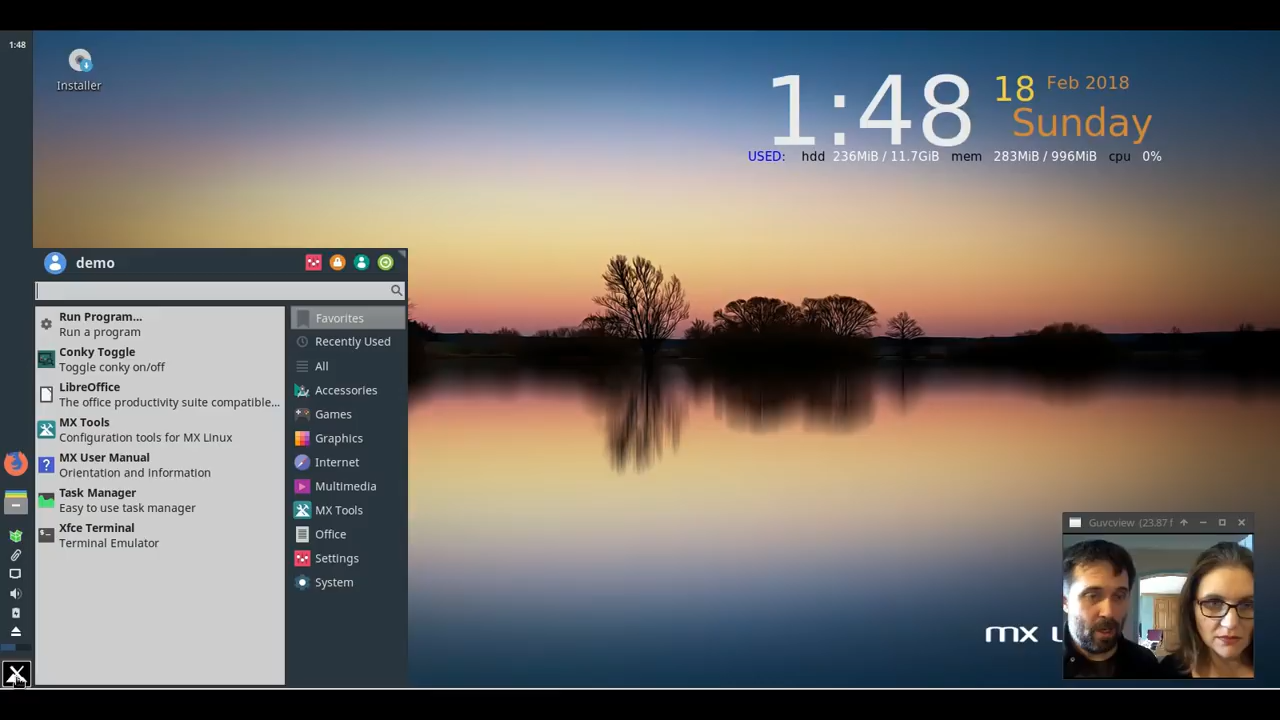 1:48
Installer
1:48
18 Feb 2018
Sunday
USED: hdd 236MiB / 11.7GiB mem 283MiB / 996MiB cpu 0%
demo
Run Program...
Run a program
Conky Toggle
Toggle conky on/off
LibreOffice
The office productivity suite compatible...
MX Tools
Configuration tools for MX Linux
MX User Manual
Orientation and Information
Task Manager
Easy to use task manager
Xfce Terminal
Terminal Emulator
Favorites
Recently Used
All
Accessories
Games
Graphics
Internet
Multimedia
MX Tools
Office
Settings
System
Guvcview (23.87 f
mx L